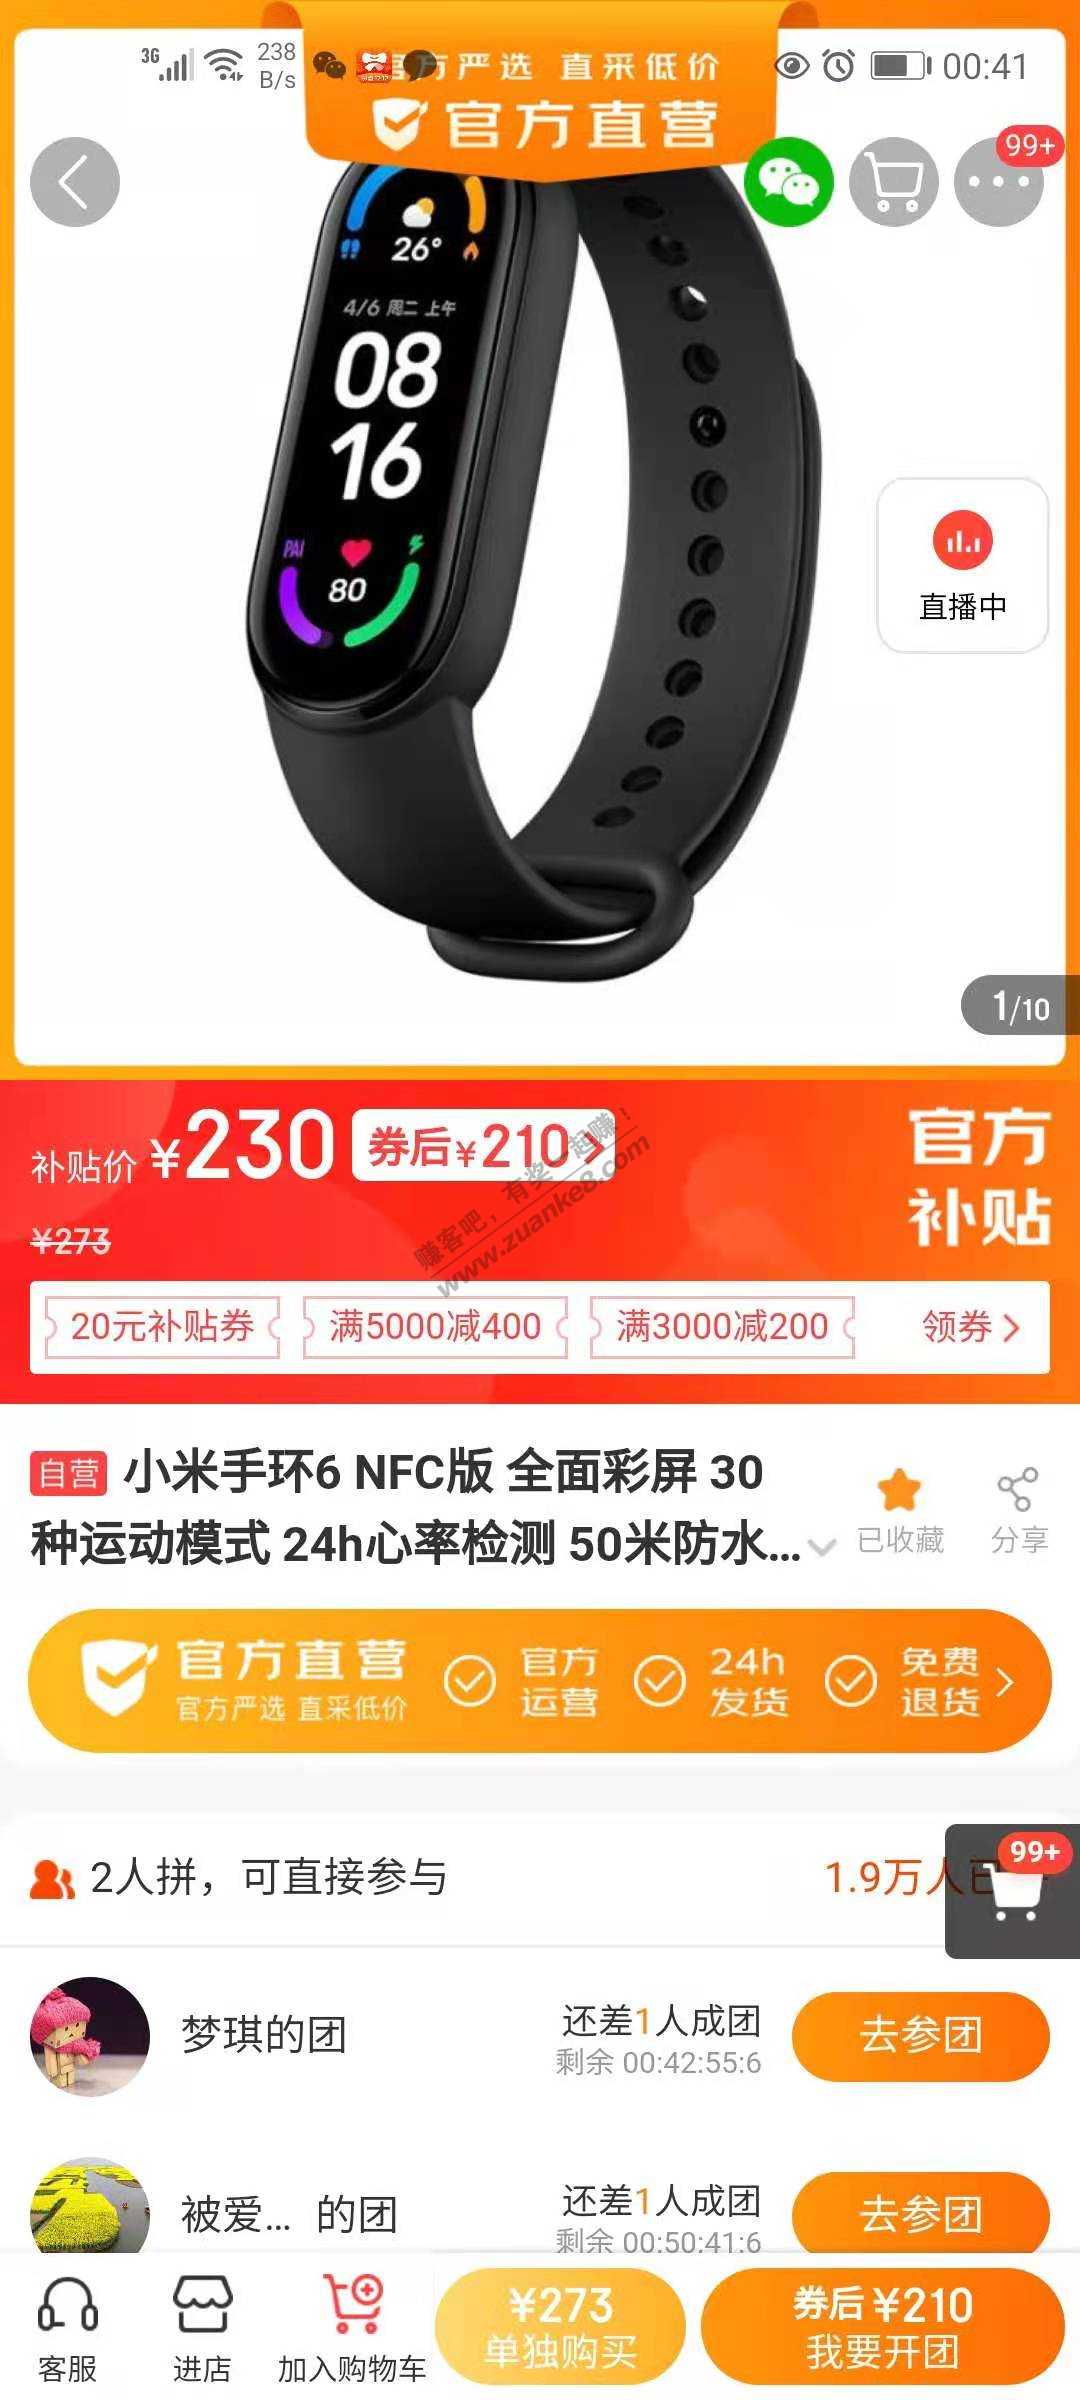 3G
238
B/s
00:41
官方严选 直采低价
官方直营
99+
26°
4/6 周二 上午
08
16
PAI
80
直播中
1/10
补贴价 ¥230 券后¥210
官方
补贴
¥273
赚客吧，有奖一起赚！
www.zuanke8.com
20元补贴券 满5000减400 满3000减200 领券
自营 小米手环6 NFC版 全面彩屏 30
种运动模式 24h心率检测 50米防水...
已收藏 分享
官方直营
官方严选 直采低价
官方
运营
24h
发货
免费
退货
2人拼，可直接参与 1.9万人已
99+
梦琪的团
还差1人成团
剩余 00:42:55:6
去参团
被爱... 的团
还差1人成团
剩余 00:50:41:6
去参团
客服 进店 加入购物车
¥273
单独购买
券后 ¥210
我要开团